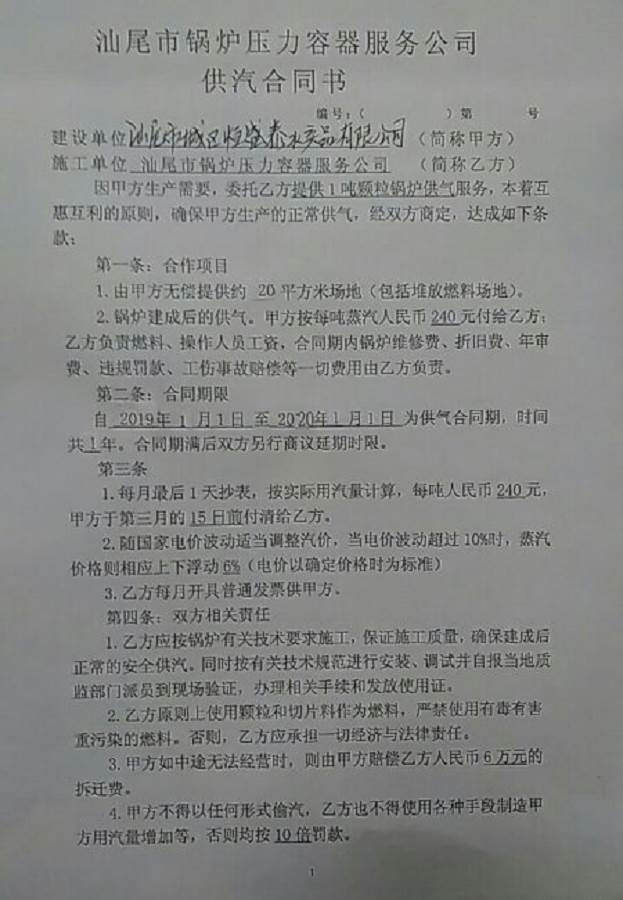 汕尾市锅炉压力容器服务公司
供汽合同书
编号:( )第 号
建设单位汕尾市城区恒盛泰水产品有限公司(简称甲方)
施工单位 汕尾市锅炉压力容器服务公司 (简称乙方)
因甲方生产需要,委托乙方提供1吨颗粒锅炉供气服务,本着互
惠互利的原则,确保甲方生产的正常供气,经双方商定,达成如下条
款:
第一条:合作项目
1.由甲方无偿提供约 20 平方米场地(包括堆放燃料场地)。
2.锅炉建成后的供气。甲方按每吨蒸汽人民币240元付给乙方;
乙方负责燃料、操作人员工资,合同期内锅炉维修费、折旧费、年审
费、违规罚款、工伤事故赔偿等一切费用由乙方负责。
第二条:合同期限
自 2019年1月1日 至 2020年1月1日 为供气合同期,时间
共1年。合同期满后双方另行商议延期时限。
第三条
1.每月最后1天抄表,按实际用汽量计算,每吨人民币240元,
甲方于第三月的15日前付清给乙方。
2.随国家电价波动适当调整汽价,当电价波动超过10%时,蒸汽
价格则相应上下浮动6%(电价以确定价格时为标准)
3.乙方每月开具普通发票供甲方。
第四条:双方相关责任
1.乙方应按锅炉有关技术要求施工,保证施工质量,确保建成后
正常的安全供汽。同时按有关技术规范进行安装、调试并自报当地质
监部门派员到现场验证,办理相关手续和发放使用证。
2.乙方原则上使用颗粒和切片料作为燃料,严禁使用有毒有害
重污染的燃料。否则,乙方应承担一切经济与法律责任。
3.甲方如中途无法经营时,则由甲方赔偿乙方人民币6万元的
拆迁费。
4.甲方不得以任何形式偷汽,乙方也不得使用各种手段制造甲
方用汽量增加等,否则均按10倍罚款。
1